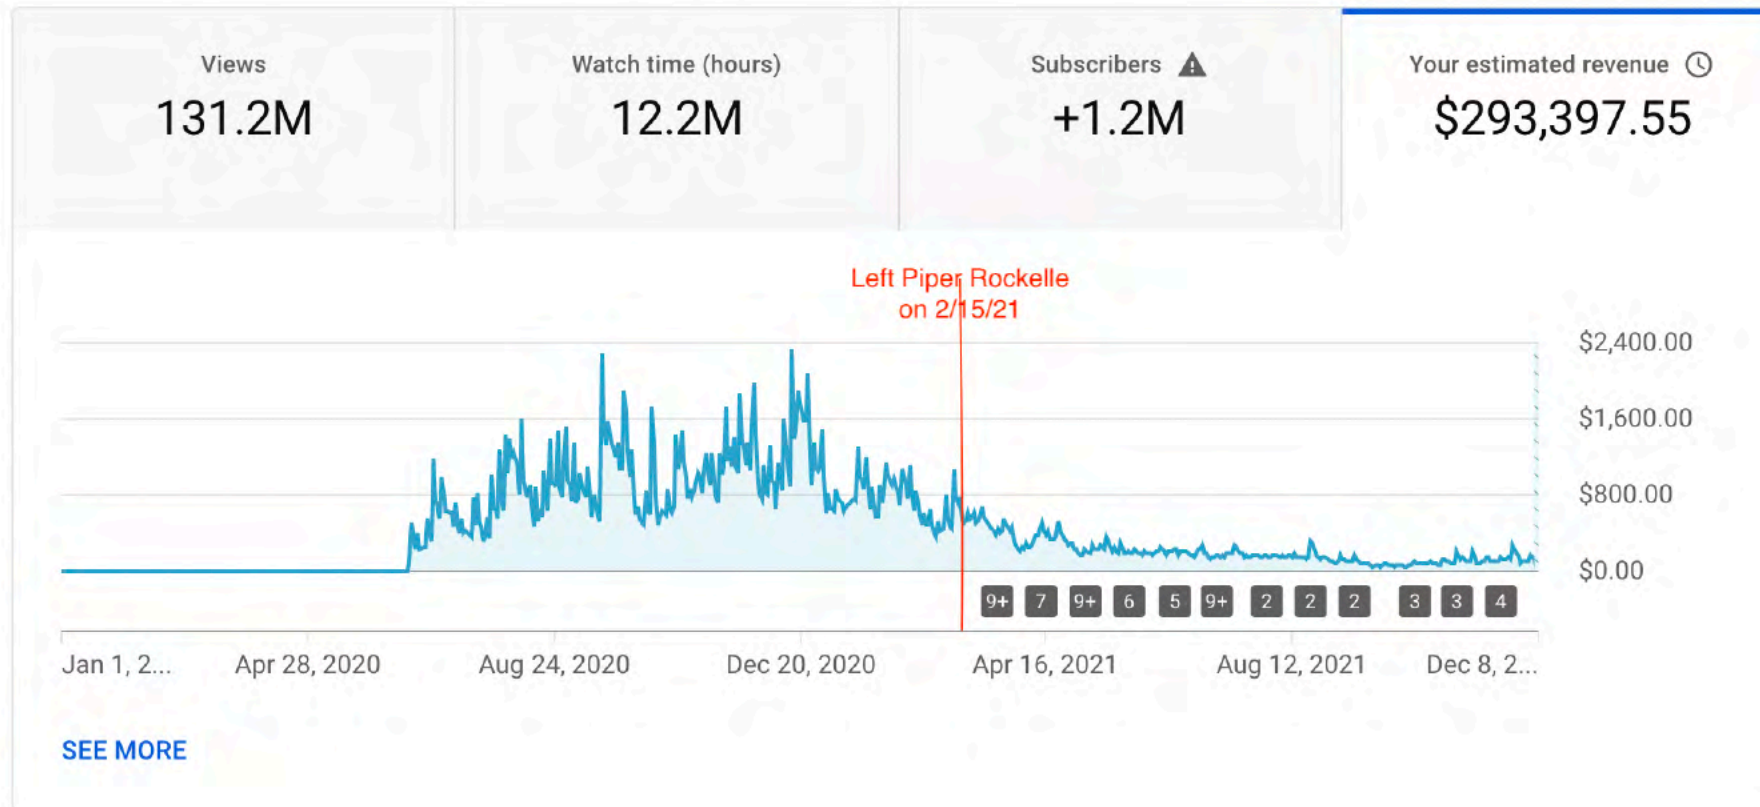 Views
131.2M
Watch time (hours)
12.2M
Subscribers
+1.2M
Your estimated revenue
$293,397.55
Left Piper Rockelle
on 2/15/21
$2,400.00
$1,600.00
$800.00
$0.00
9+ 7 9+ 6 5 9+ 2 2 2 3 3 4
Jan 1, 2... Apr 28, 2020 Aug 24, 2020 Dec 20, 2020 Apr 16, 2021 Aug 12, 2021 Dec 8, 2...
SEE MORE